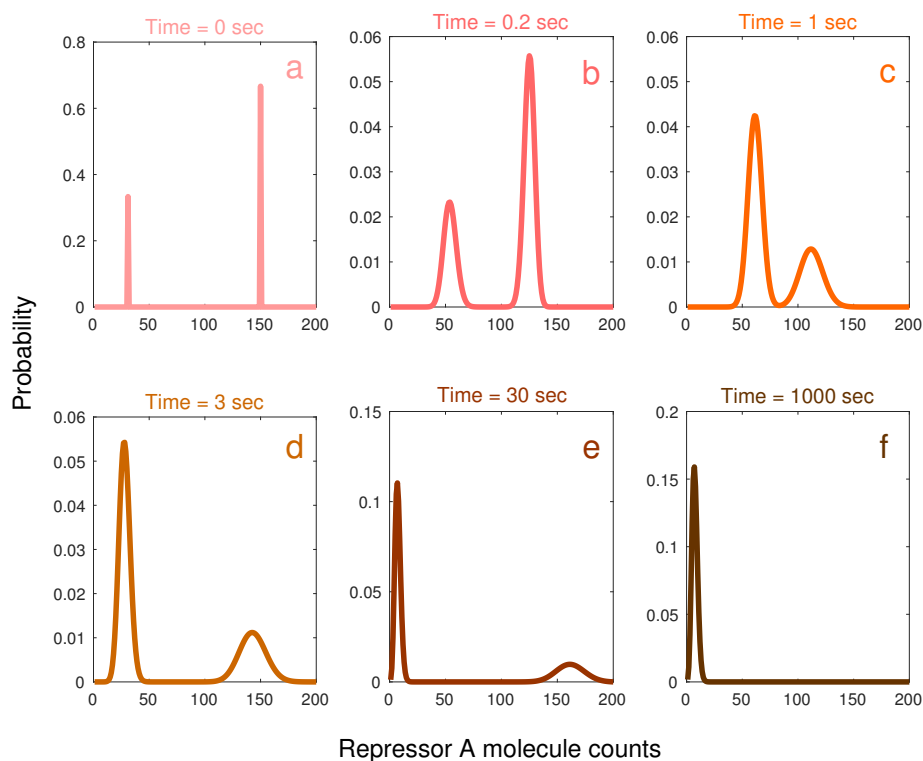 Time = 0 sec
Time = 0.2 sec
Time = 1 sec
a
b
c
0.8
0.6
0.4
0.2
0
0 50 100 150 200
0.06
0.05
0.04
0.03
0.02
0.01
0
0 50 100 150 200
0.06
0.05
0.04
0.03
0.02
0.01
0
0 50 100 150 200
Probability
Time = 3 sec
Time = 30 sec
Time = 1000 sec
d
e
f
0.06
0.05
0.04
0.03
0.02
0.01
0
0 50 100 150 200
0.15
0.1
0.05
0
0 50 100 150 200
0.2
0.15
0.1
0.05
0
0 50 100 150 200
Repressor A molecule counts